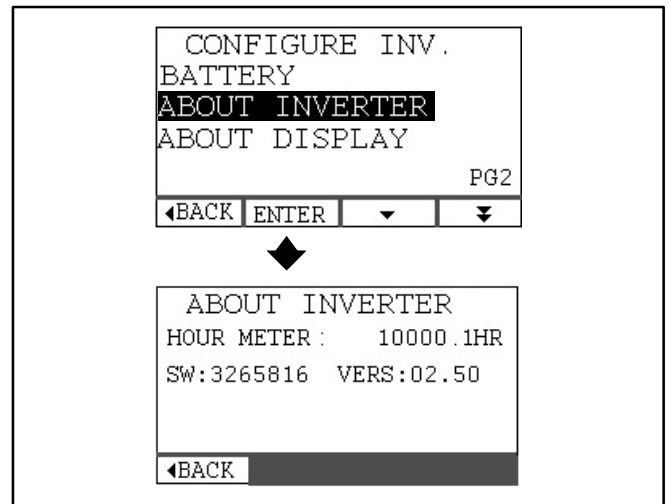 CONFIGURE INV.
BATTERY
ABOUT INVERTER
ABOUT DISPLAY
PG2
◀BACK ENTER
ABOUT INVERTER
HOUR METER : 10000.1HR
SW:3265816 VERS:02.50
◀BACK